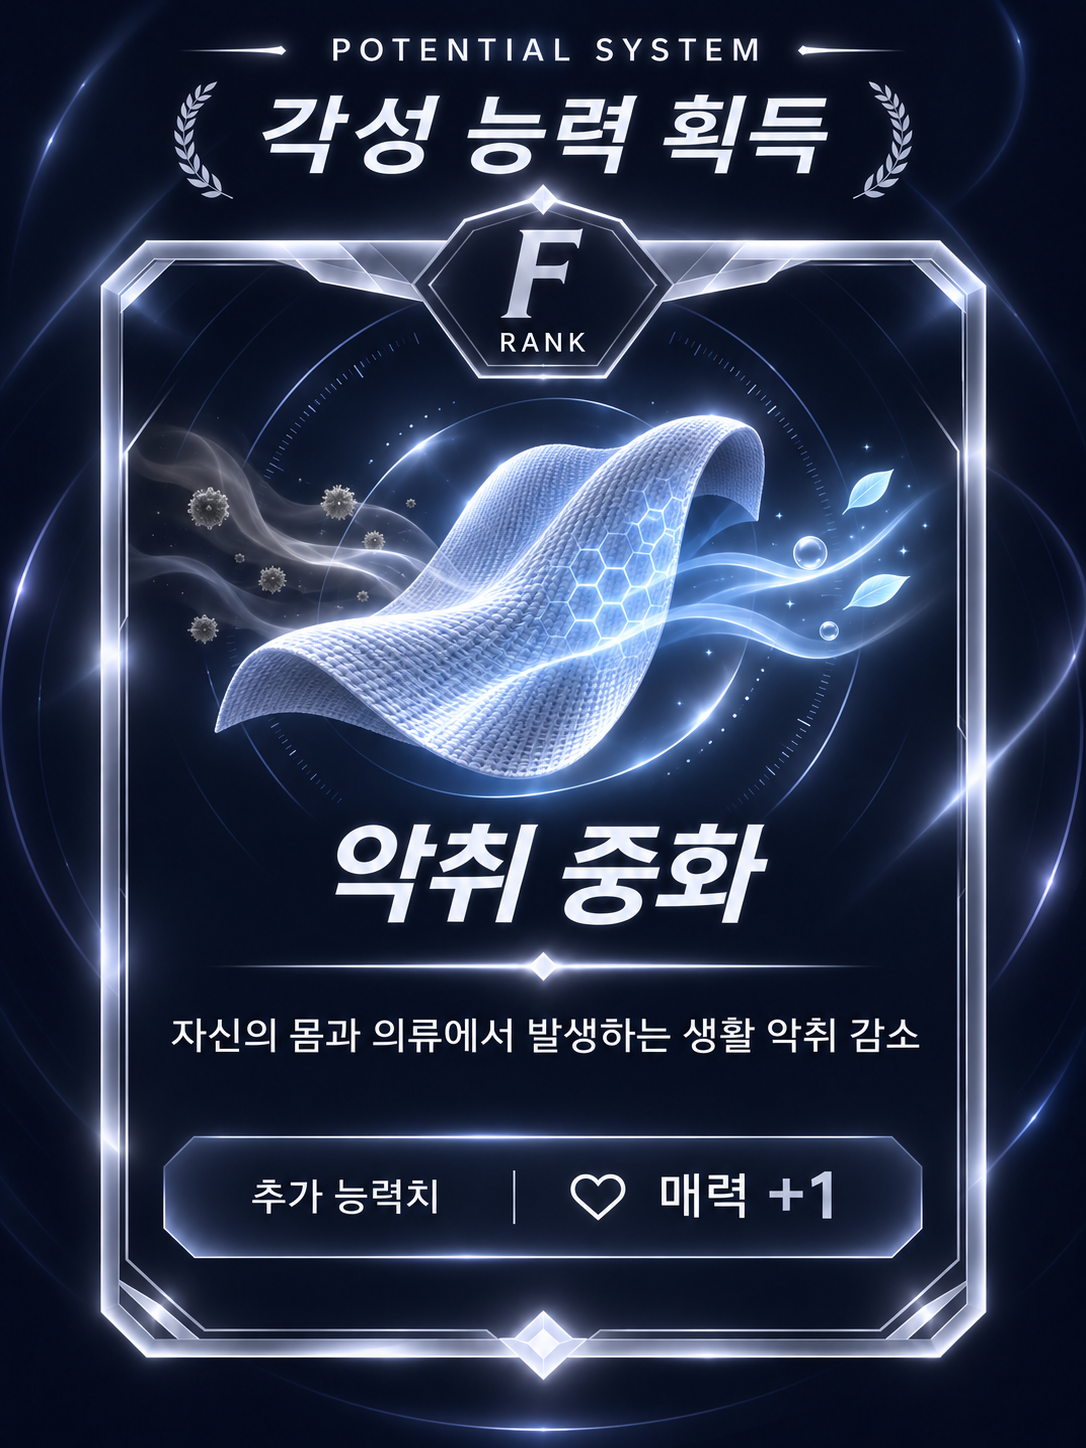 POTENTIAL SYSTEM
각성 능력 획득
F
RANK
악취 중화
자신의 몸과 의류에서 발생하는 생활 악취 감소
추가 능력치 매력 +1